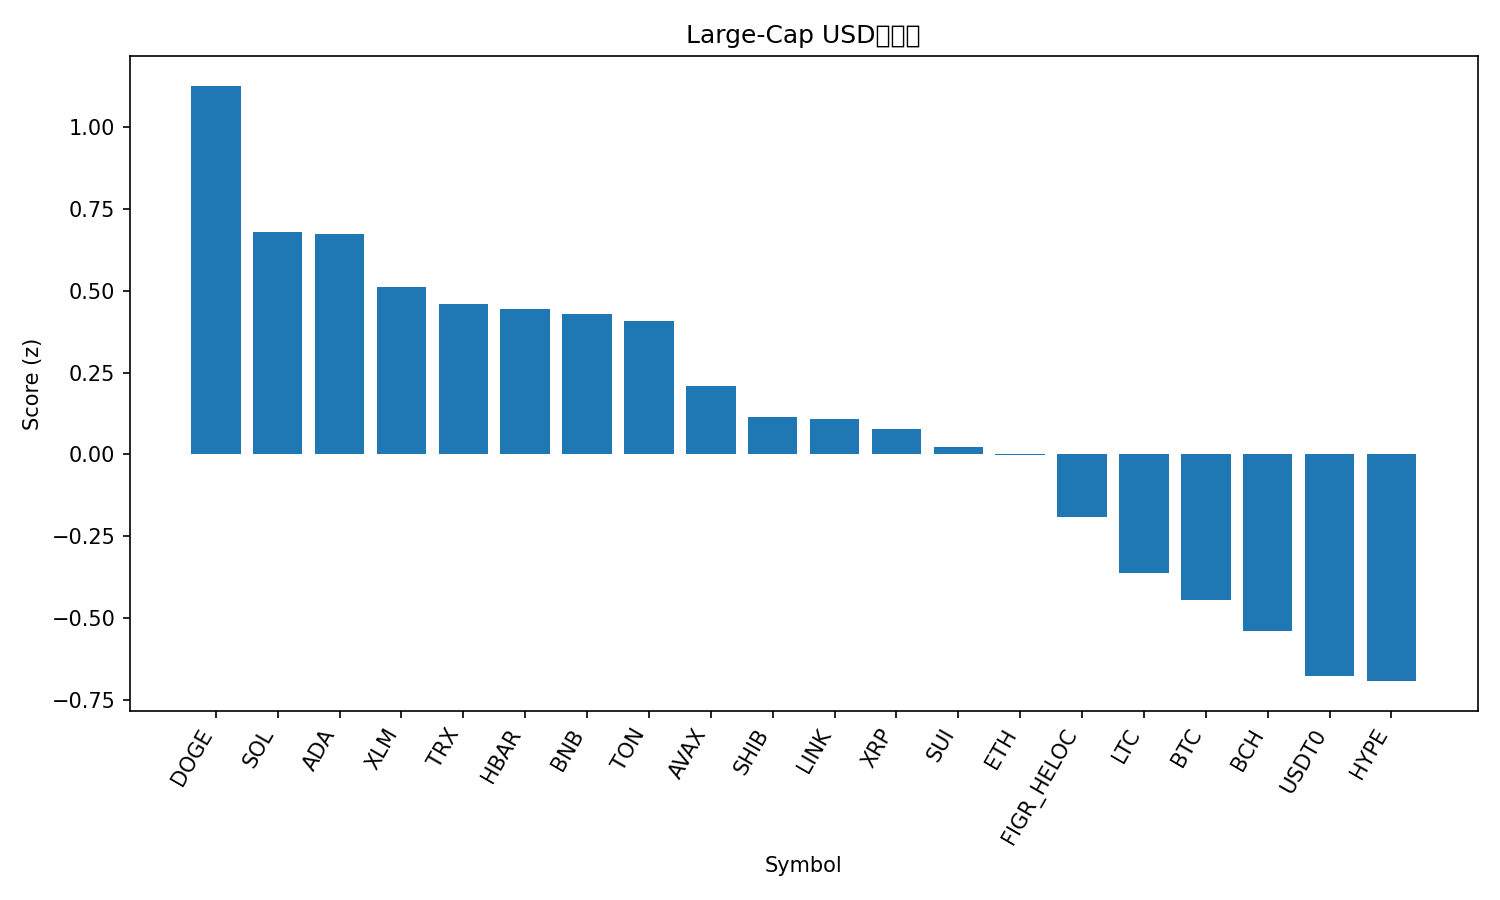 Large-Cap USD
1.00
0.75
0.50
0.25
0.00
−0.25
−0.50
−0.75
Score (z)
DOGE
SOL
ADA
XLM
TRX
HBAR
BNB
TON
AVAX
SHIB
LINK
XRP
SUI
ETH
FIGR_HELOC
LTC
BTC
BCH
USDT0
HYPE
Symbol